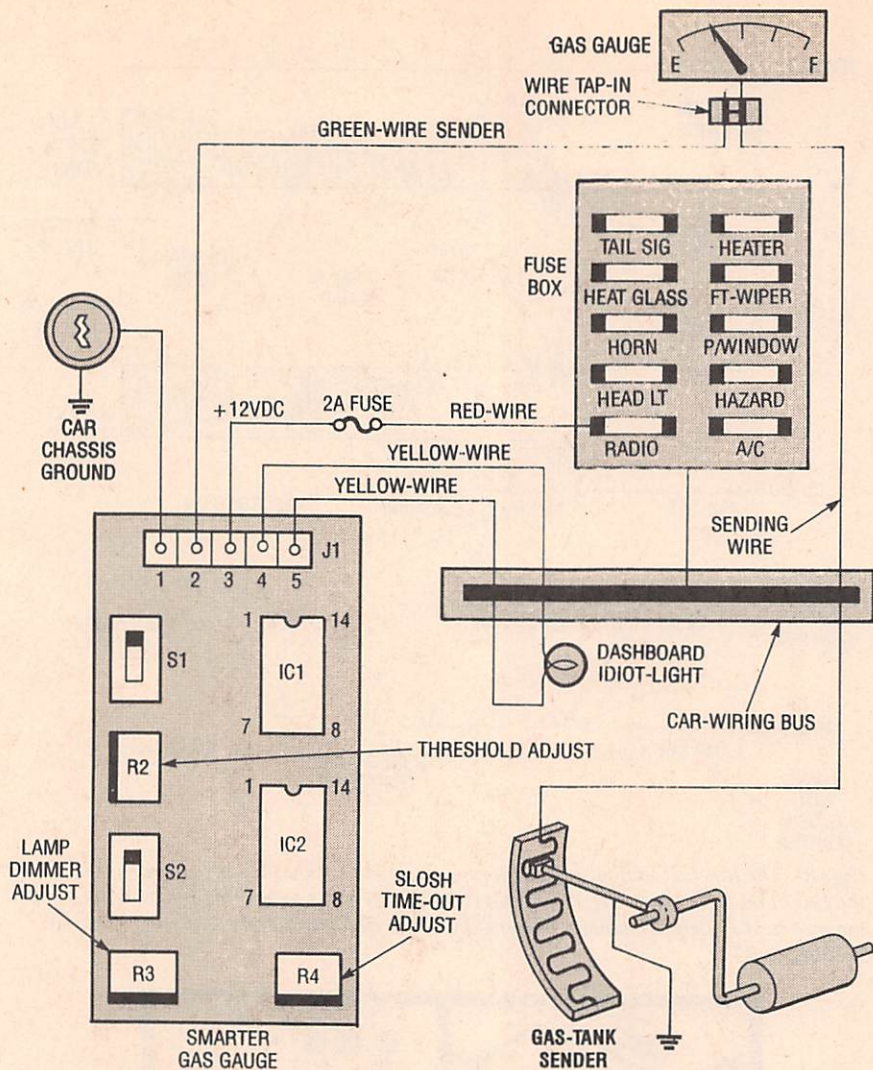 GAS GAUGE
E
F
WIRE TAP-IN
CONNECTOR
GREEN-WIRE SENDER
FUSE
BOX
TAIL SIG
HEATER
HEAT GLASS
FT-WIPER
HORN
P/WINDOW
HEAD LT
HAZARD
RADIO
A/C
CAR
CHASSIS
GROUND
+12VDC
2A FUSE
RED-WIRE
YELLOW-WIRE
YELLOW-WIRE
SENDING
WIRE
J1
1 2 3 4 5
S1
1
14
IC1
7
8
DASHBOARD
IDIOT-LIGHT
CAR-WIRING BUS
R2
THRESHOLD ADJUST
1
14
IC2
7
8
LAMP
DIMMER
ADJUST
S2
SLOSH
TIME-OUT
ADJUST
R3
R4
SMARTER
GAS GAUGE
GAS-TANK
SENDER